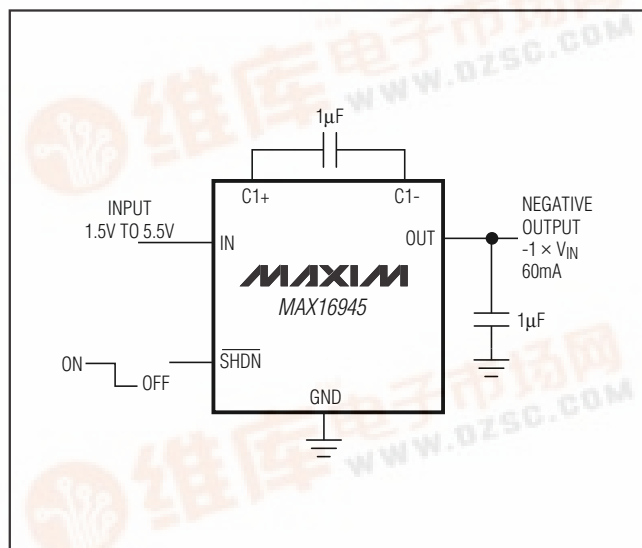 维库电子市场网
WWW.DZSC.COM
1µF
C1+
C1-
INPUT
1.5V TO 5.5V
IN
OUT
NEGATIVE
OUTPUT
-1 × VIN
60mA
MAXIM
MAX16945
1µF
ON
OFF
SHDN
GND
维库电子市场网
WWW.DZSC.COM